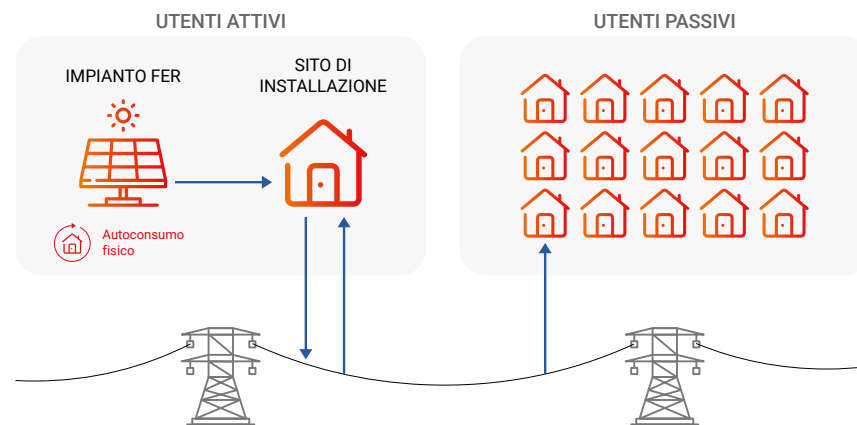 UTENTI ATTIVI
UTENTI PASSIVI
IMPIANTO FER
SITO DI
INSTALLAZIONE
Autoconsumo
fisico